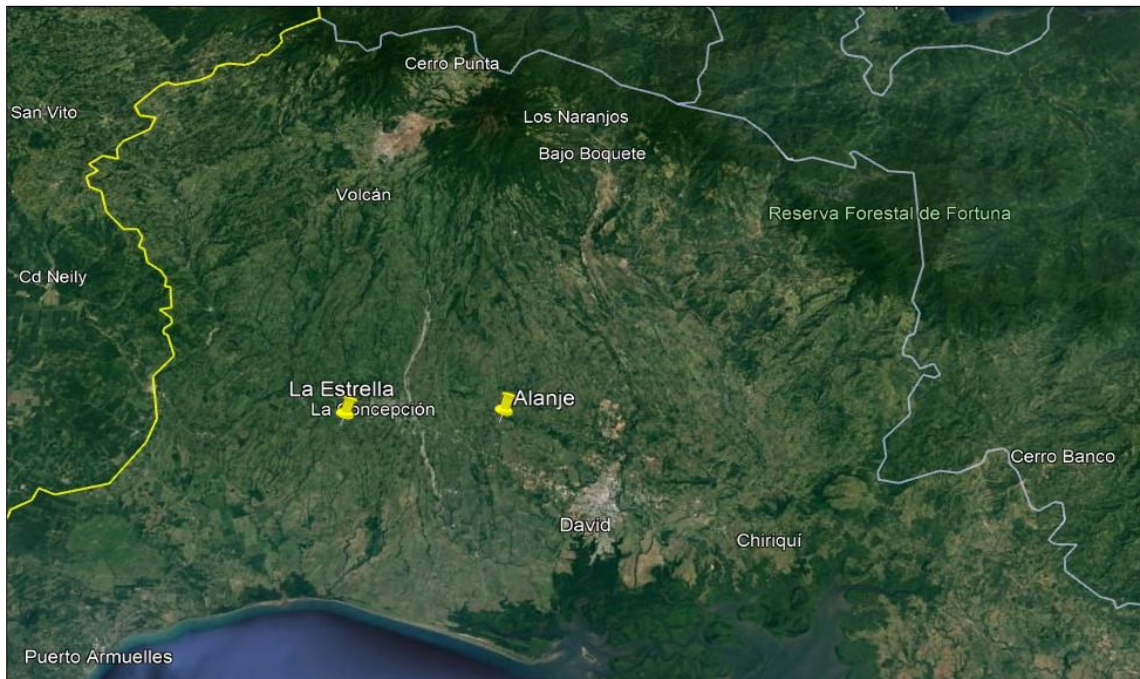 Cerro Punta
San Vito
Los Naranjos
Bajo Boquete
Volcán
Reserva Forestal de Fortuna
Cd Neily
La Estrella
Alanje
La Concepción
Cerro Banco
David
Chiriquí
Puerto Armuelles